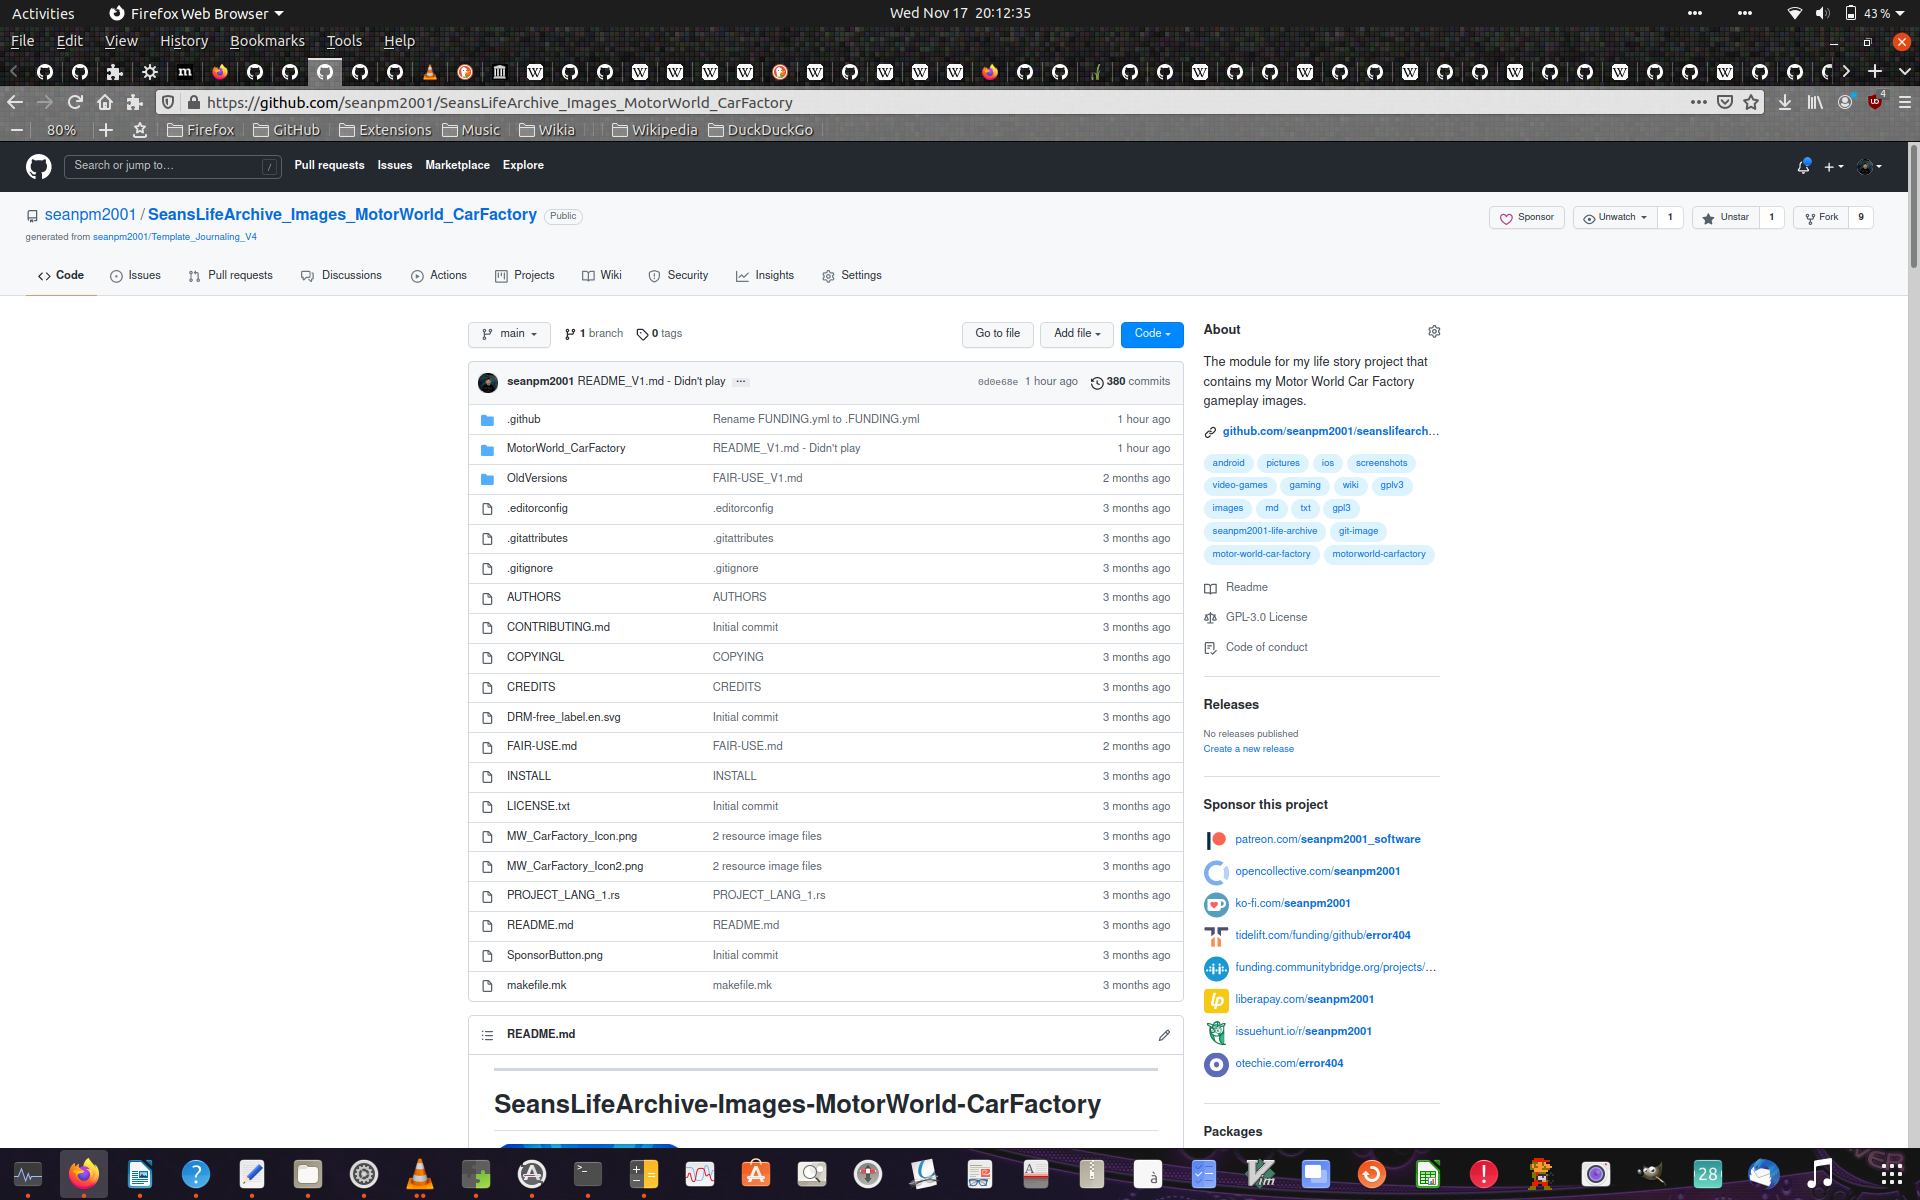 Activities Firefox Web Browser Wed Nov 17 20:12:35 43 %
File Edit View History Bookmarks Tools Help
https://github.com/seanpm2001/SeansLifeArchive_Images_MotorWorld_CarFactory
80% Firefox GitHub Extensions Music Wikia Wikipedia DuckDuckGo
Search or jump to... / Pull requests Issues Marketplace Explore
seanpm2001 / SeansLifeArchive_Images_MotorWorld_CarFactory Public Sponsor Unwatch 1 Unstar 1 Fork 9
generated from seanpm2001/Template_Journaling_V4
Code Issues Pull requests Discussions Actions Projects Wiki Security Insights Settings
main 1 branch 0 tags Go to file Add file Code
seanpm2001 README_V1.md - Didn't play ... 0d0e68e 1 hour ago 380 commits
.github Rename FUNDING.yml to .FUNDING.yml 1 hour ago
MotorWorld_CarFactory README_V1.md - Didn't play 1 hour ago
OldVersions FAIR-USE_V1.md 2 months ago
.editorconfig .editorconfig 3 months ago
.gitattributes .gitattributes 3 months ago
.gitignore .gitignore 3 months ago
AUTHORS AUTHORS 3 months ago
CONTRIBUTING.md Initial commit 3 months ago
COPYINGL COPYING 3 months ago
CREDITS CREDITS 3 months ago
DRM-free_label.en.svg Initial commit 3 months ago
FAIR-USE.md FAIR-USE.md 2 months ago
INSTALL INSTALL 3 months ago
LICENSE.txt Initial commit 3 months ago
MW_CarFactory_Icon.png 2 resource image files 3 months ago
MW_CarFactory_Icon2.png 2 resource image files 3 months ago
PROJECT_LANG_1.rs PROJECT_LANG_1.rs 3 months ago
README.md README.md 3 months ago
SponsorButton.png Initial commit 3 months ago
makefile.mk makefile.mk 3 months ago
README.md
SeansLifeArchive-Images-MotorWorld-CarFactory
About
The module for my life story project that
contains my Motor World Car Factory
gameplay images.
github.com/seanpm2001/seanslifearch...
android pictures ios screenshots
video-games gaming wiki gplv3
images md txt gpl3
seanpm2001-life-archive git-image
motor-world-car-factory motorworld-carfactory
Readme
GPL-3.0 License
Code of conduct
Releases
No releases published
Create a new release
Sponsor this project
patreon.com/seanpm2001_software
opencollective.com/seanpm2001
ko-fi.com/seanpm2001
tidelift.com/funding/github/error404
funding.communitybridge.org/projects/...
liberapay.com/seanpm2001
issuehunt.io/r/seanpm2001
otechie.com/error404
Packages
28